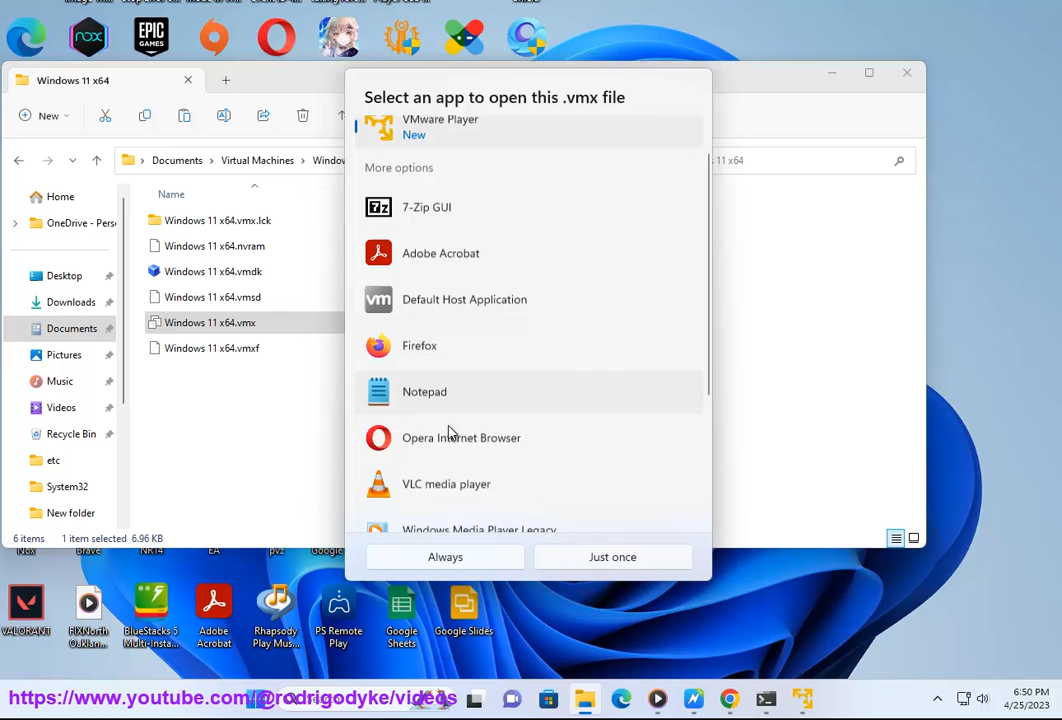 nox
EPIC
GAMES
Windows 11 x64
Select an app to open this .vmx file
New
VMware Player
New
More options
Documents
Virtual Machines
Windo
11 x64
7-Zip GUI
Adobe Acrobat
Default Host Application
Firefox
Notepad
Opera Internet Browser
VLC media player
Windows Media Player Legacy
Always
Just once
Home
OneDrive - Pers
Desktop
Downloads
Documents
Pictures
Music
Videos
Recycle Bin
etc
System32
New folder
Name
Windows 11 x64.vmx.lck
Windows 11 x64.nvram
Windows 11 x64.vmdk
Windows 11 x64.vmsd
Windows 11 x64.vmx
Windows 11 x64.vmxf
6 items
1 item selected 6.96 KB
Nox
Brave
NR14
EA
pvz
Google
VALORANT
FIXNorth
Oaklan...
BlueStacks 5
Multi-Insta...
Adobe
Acrobat
Rhapsody
Play Mus...
PS Remote
Play
Google
Sheets
Google Slides
https://www.youtube.com/@rodrigodyke/videos
6:50 PM
4/25/2023